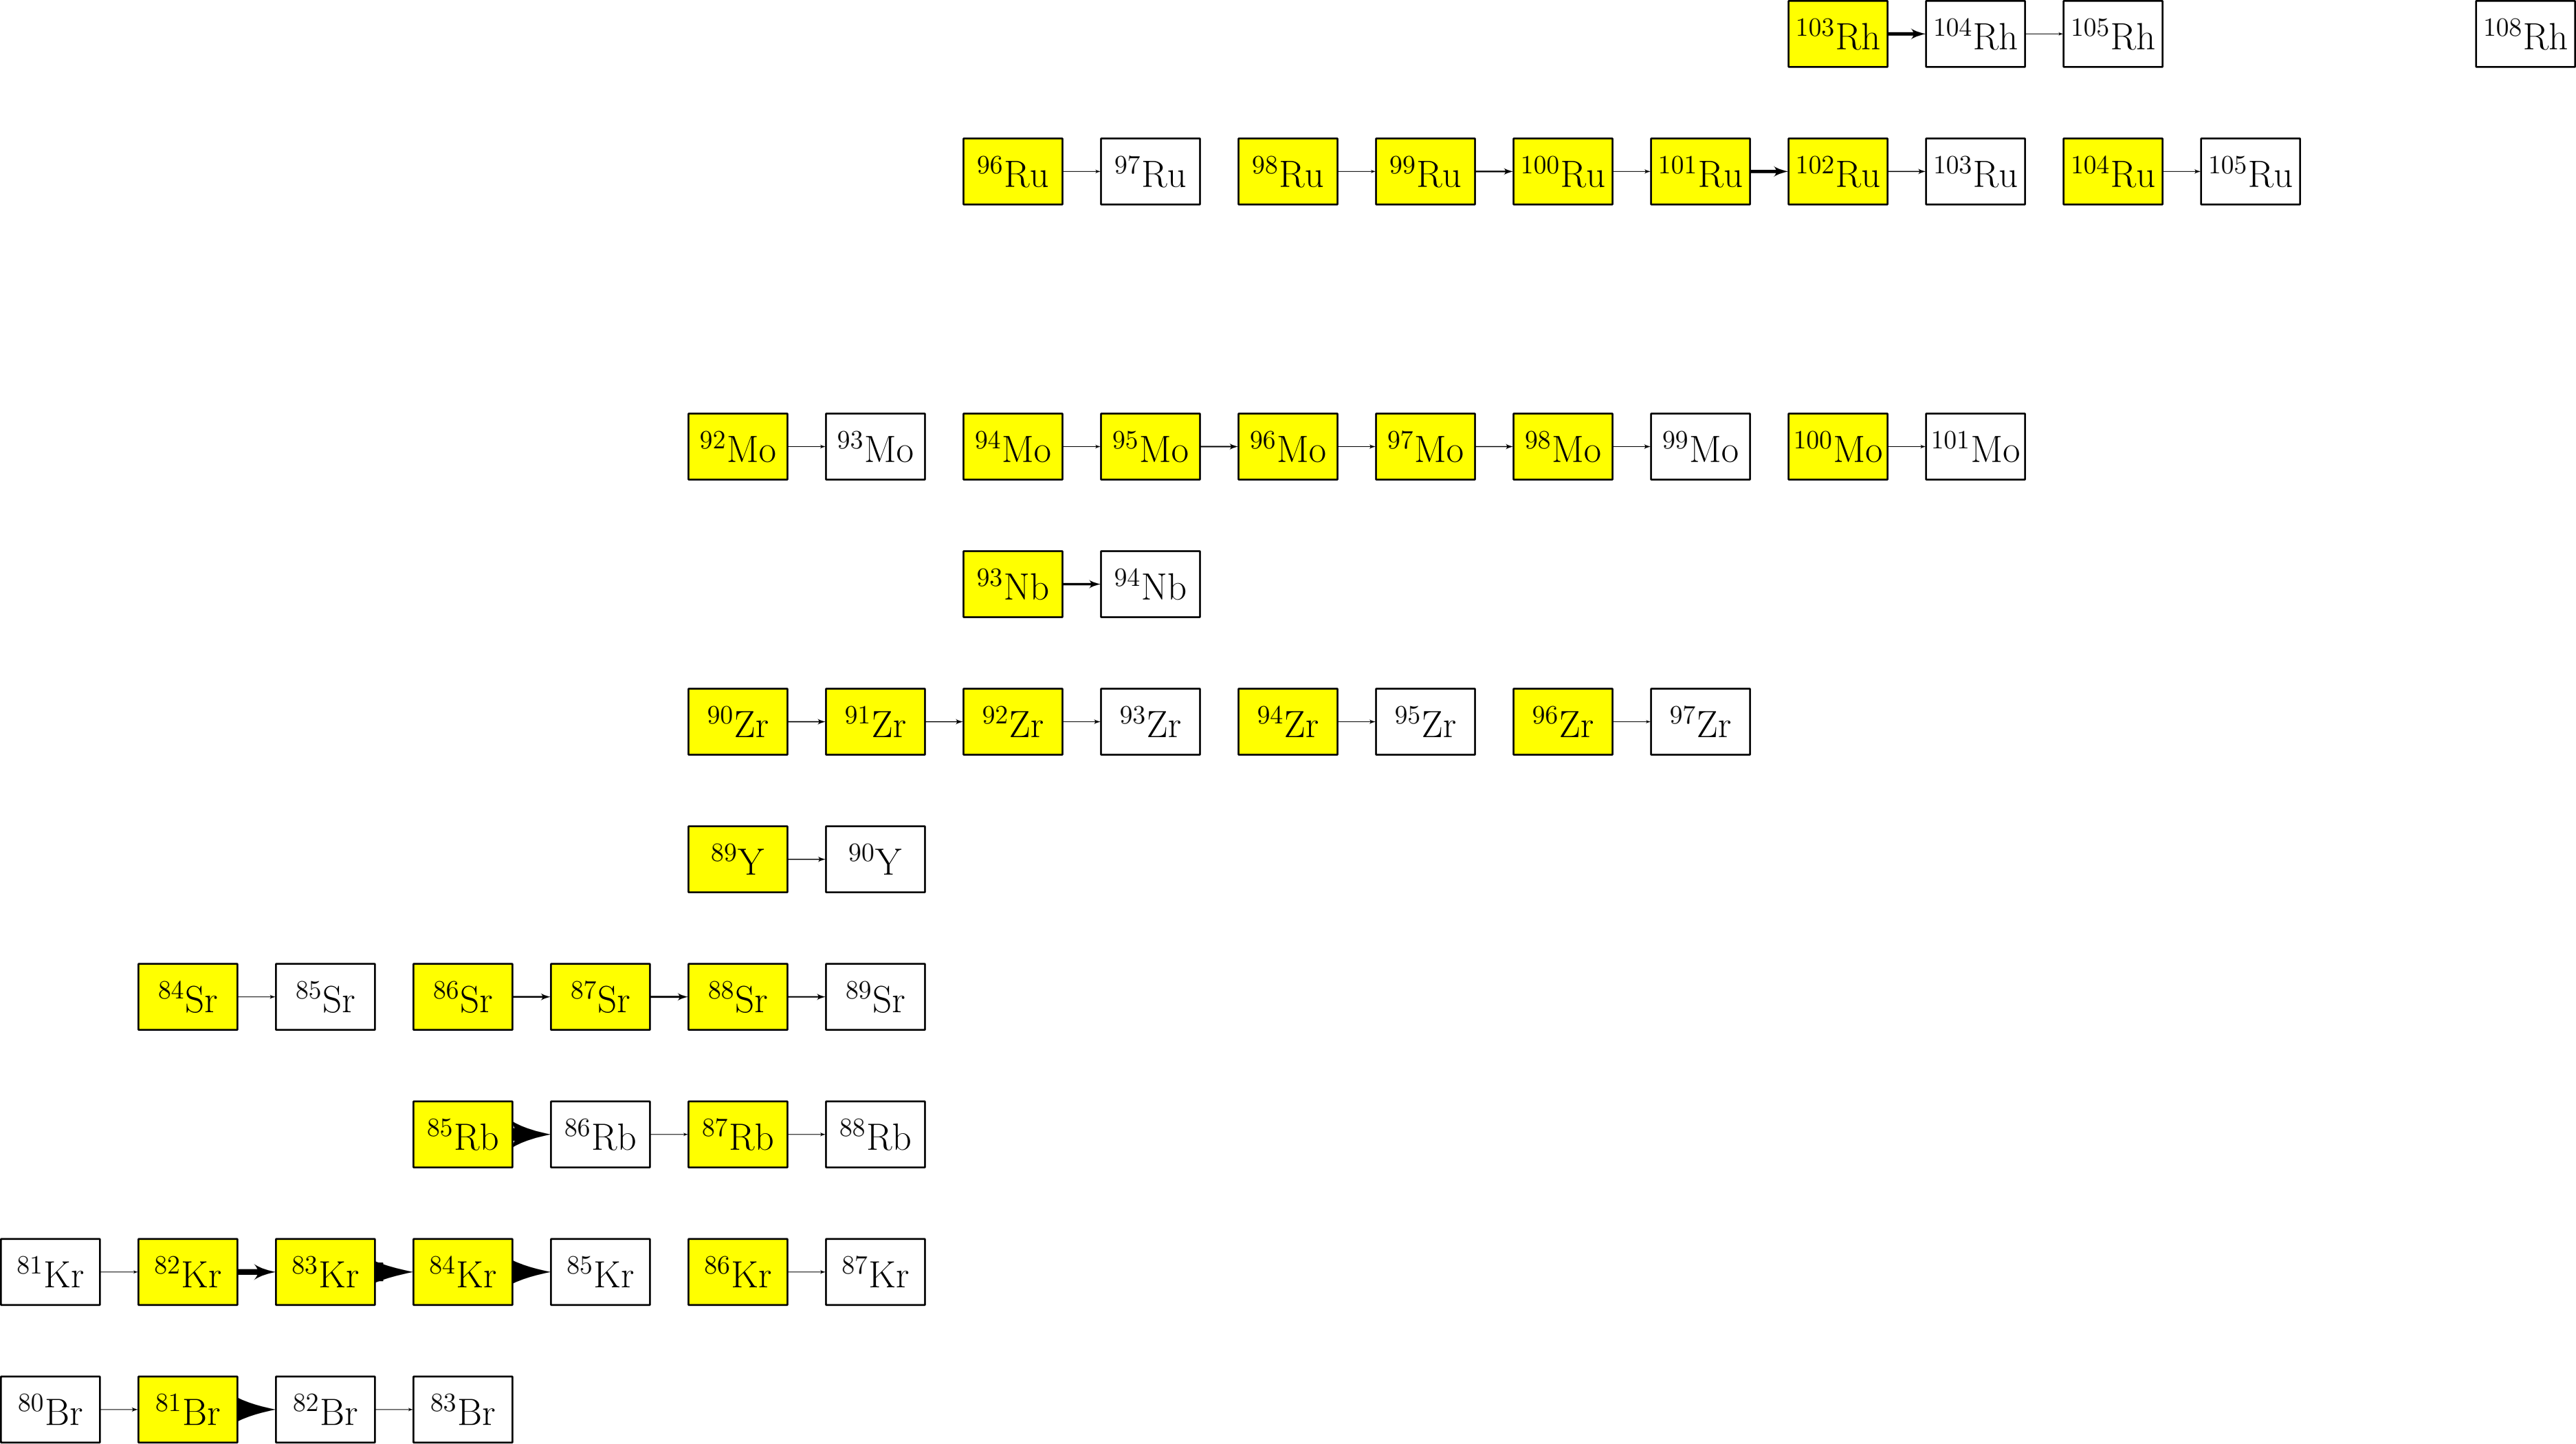 ¹⁰³Rh ¹⁰⁴Rh ¹⁰⁵Rh ¹⁰⁸Rh
⁹⁶Ru ⁹⁷Ru ⁹⁸Ru ⁹⁹Ru ¹⁰⁰Ru ¹⁰¹Ru ¹⁰²Ru ¹⁰³Ru ¹⁰⁴Ru ¹⁰⁵Ru
⁹²Mo ⁹³Mo ⁹⁴Mo ⁹⁵Mo ⁹⁶Mo ⁹⁷Mo ⁹⁸Mo ⁹⁹Mo ¹⁰⁰Mo ¹⁰¹Mo
⁹³Nb ⁹⁴Nb
⁹⁰Zr ⁹¹Zr ⁹²Zr ⁹³Zr ⁹⁴Zr ⁹⁵Zr ⁹⁶Zr ⁹⁷Zr
⁸⁹Y ⁹⁰Y
⁸⁴Sr ⁸⁵Sr ⁸⁶Sr ⁸⁷Sr ⁸⁸Sr ⁸⁹Sr
⁸⁵Rb ⁸⁶Rb ⁸⁷Rb ⁸⁸Rb
⁸¹Kr ⁸²Kr ⁸³Kr ⁸⁴Kr ⁸⁵Kr ⁸⁶Kr ⁸⁷Kr
⁸⁰Br ⁸¹Br ⁸²Br ⁸³Br